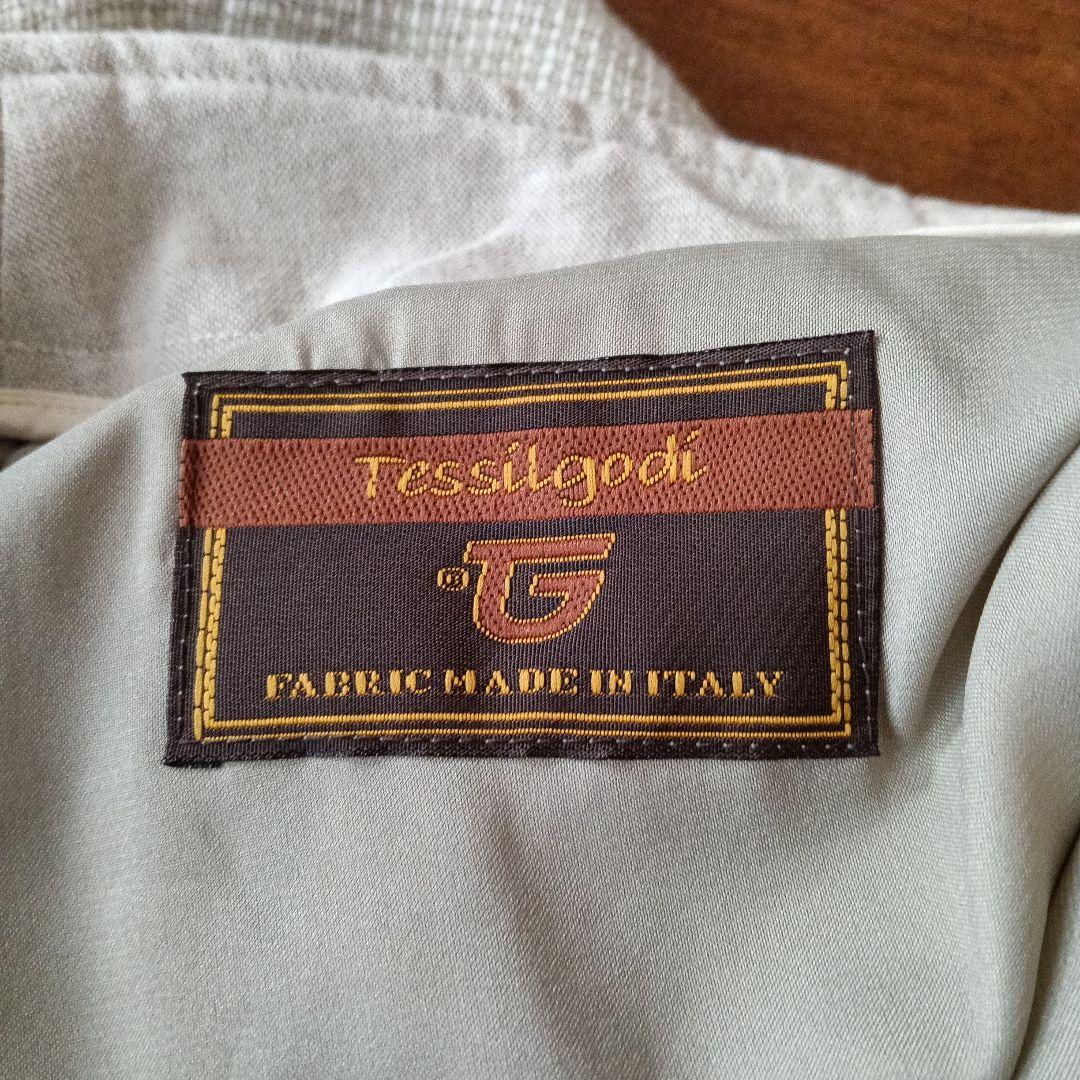 Tessilgodi
® TG
FABRIC MADE IN ITALY